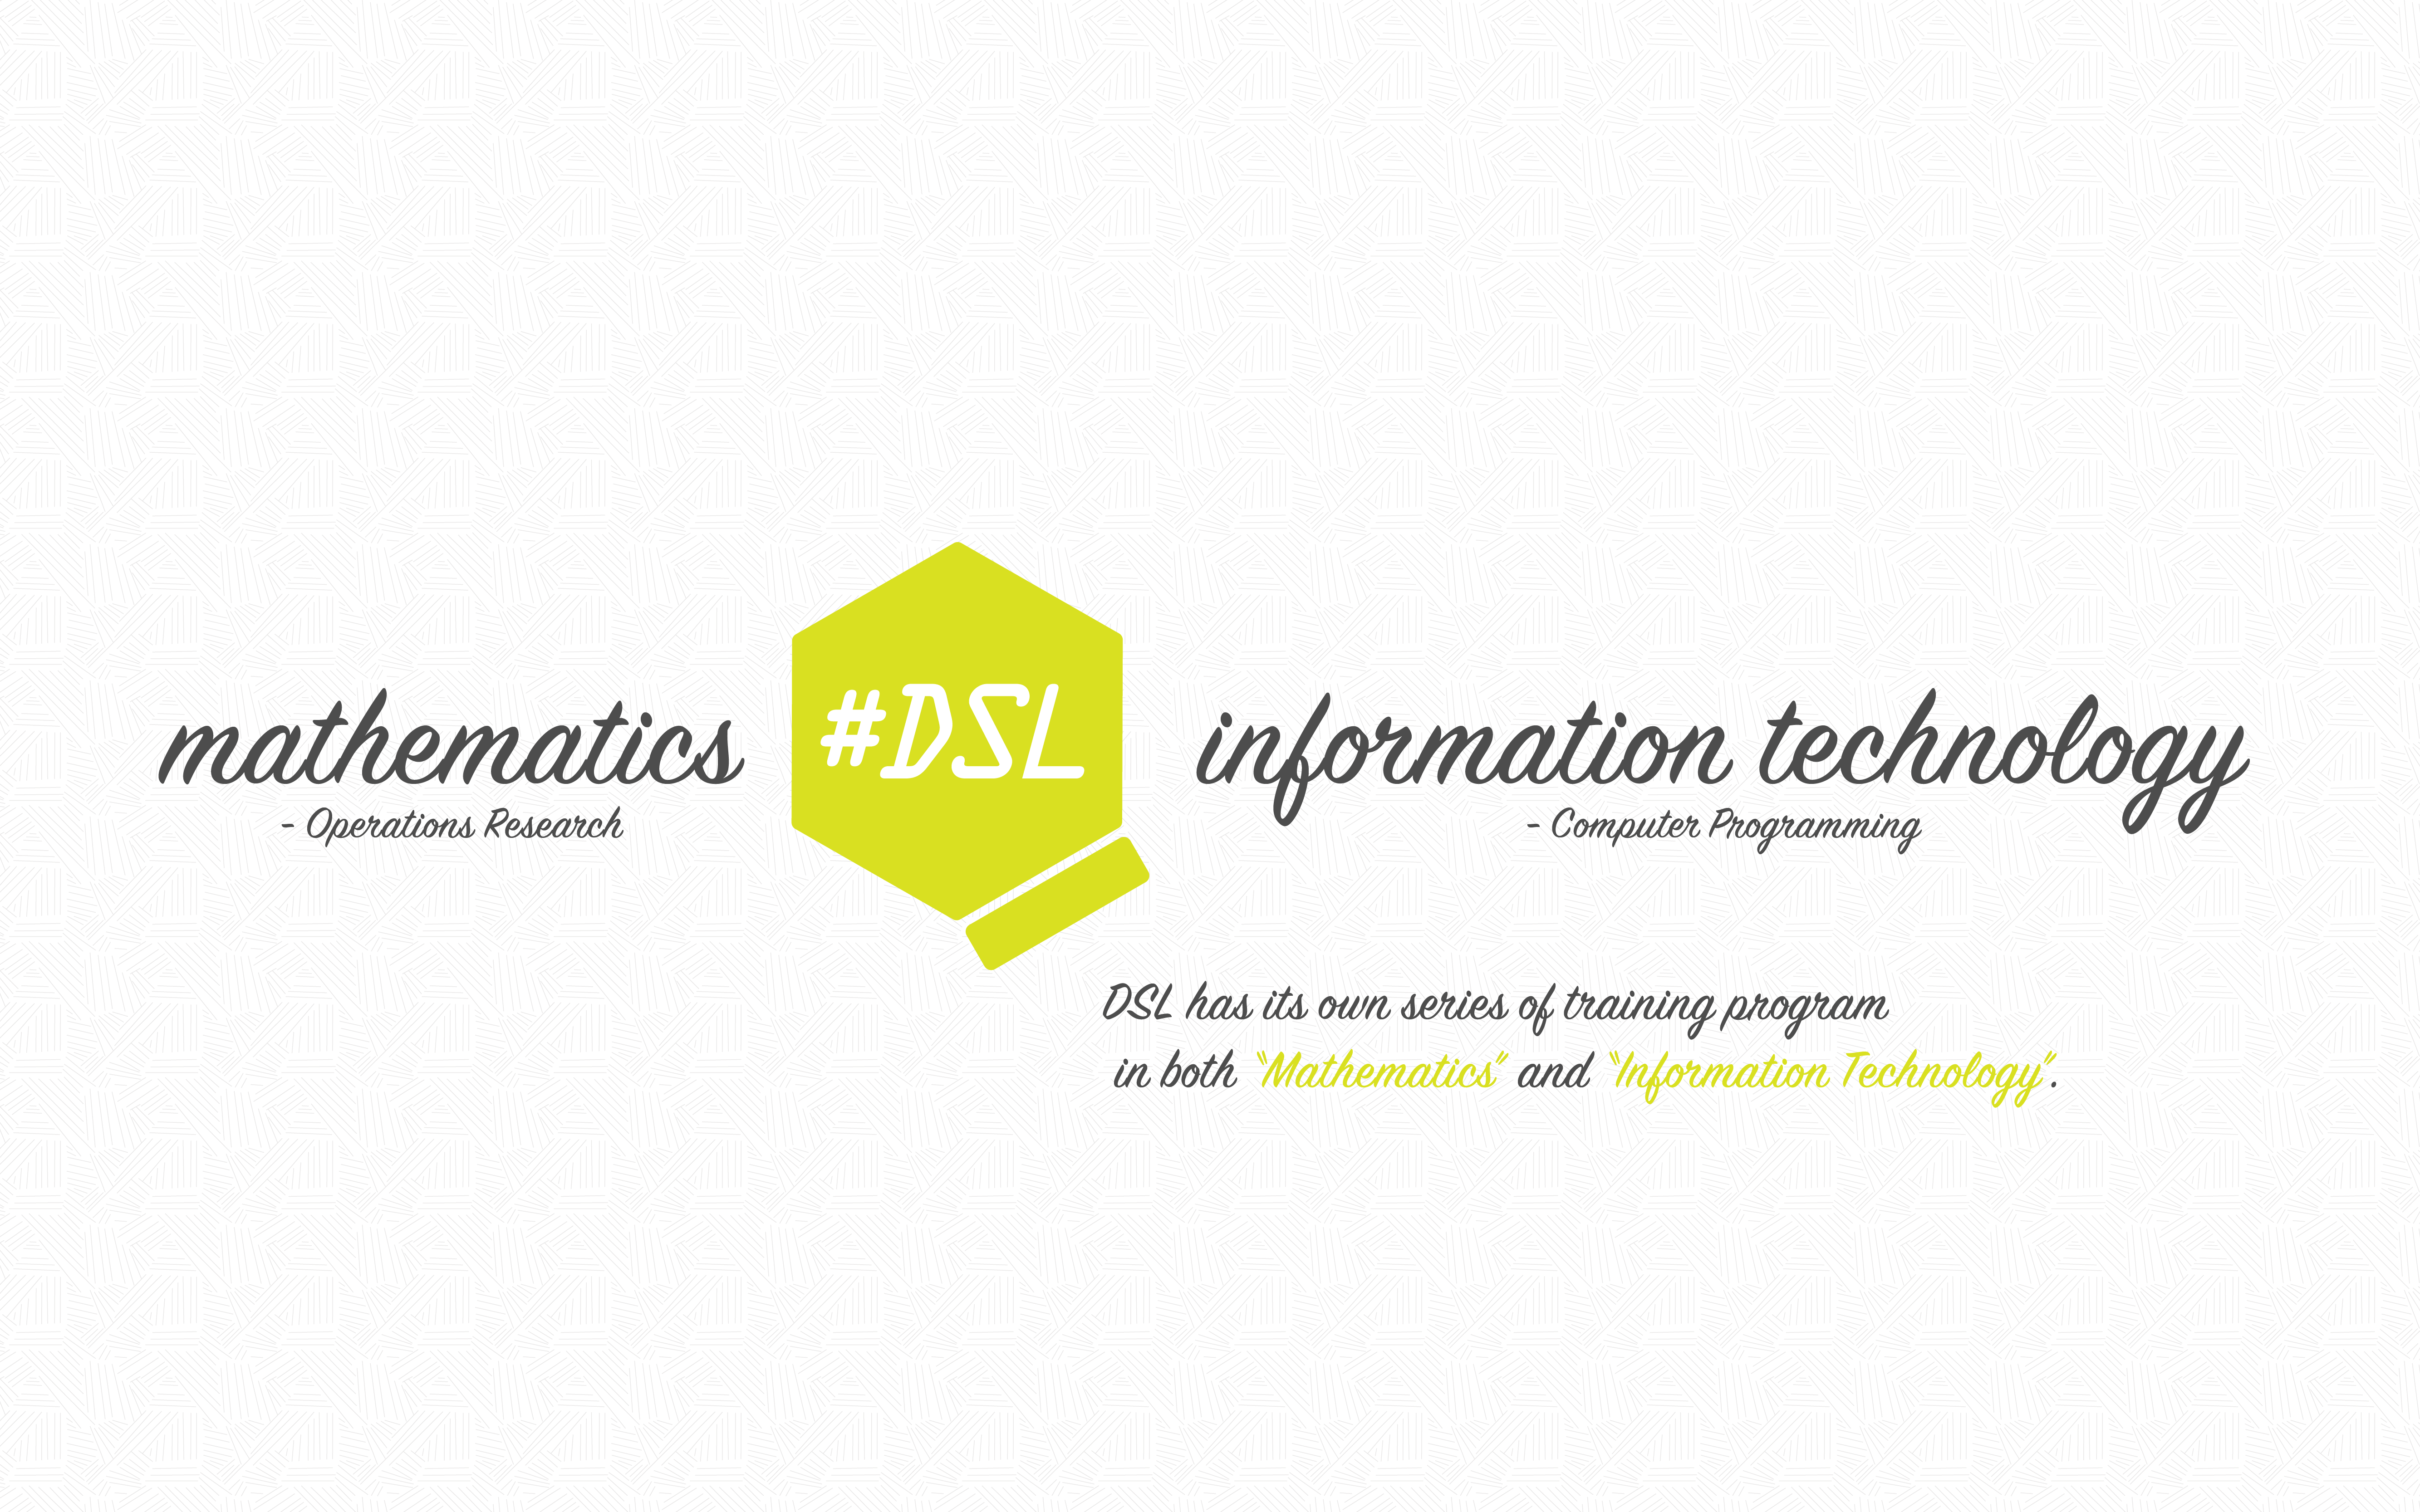 mathematics
- Operations Research
#DSL
information technology
- Computer Programming
DSL has its own series of training program
in both "Mathematics" and "Information Technology".